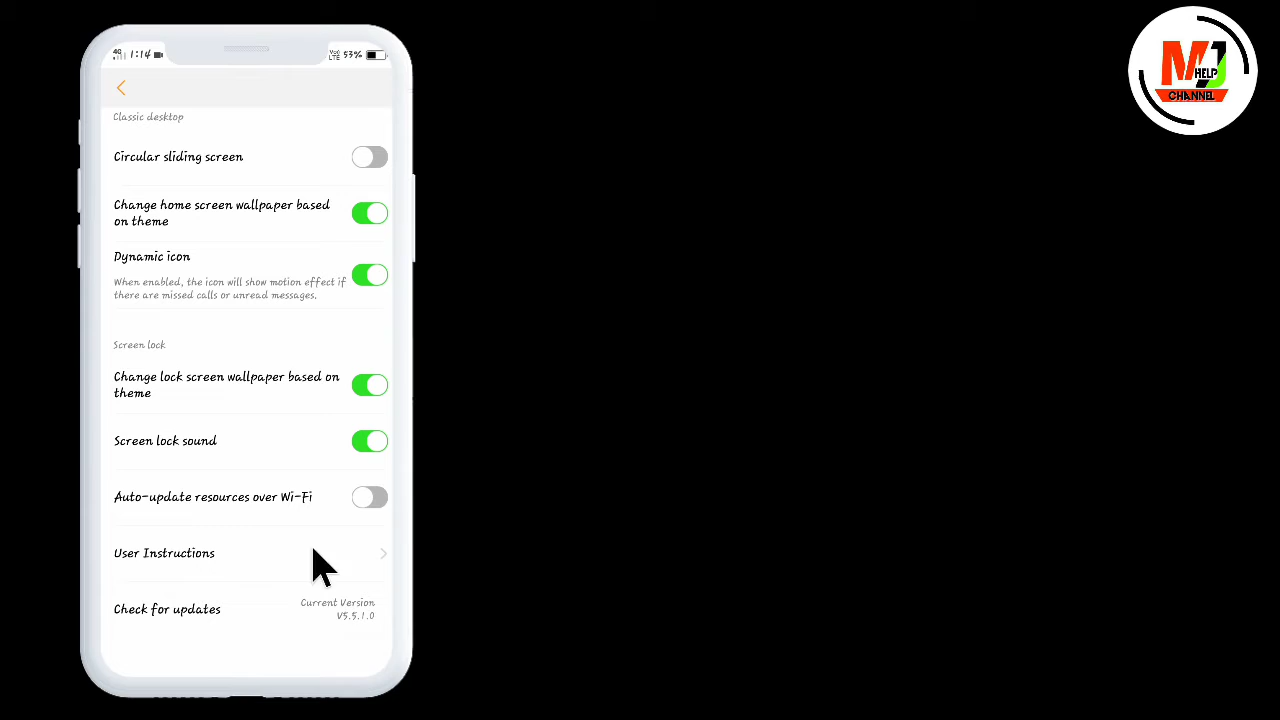 4G 1:14 VoLTE 53%
Classic desktop
Circular sliding screen
Change home screen wallpaper based
on theme
Dynamic icon
When enabled, the icon will show motion effect if
there are missed calls or unread messages.
Screen lock
Change lock screen wallpaper based on
theme
Screen lock sound
Auto-update resources over Wi-Fi
User Instructions
Check for updates
Current Version
V5.5.1.0
MJ
HELP
CHANNEL